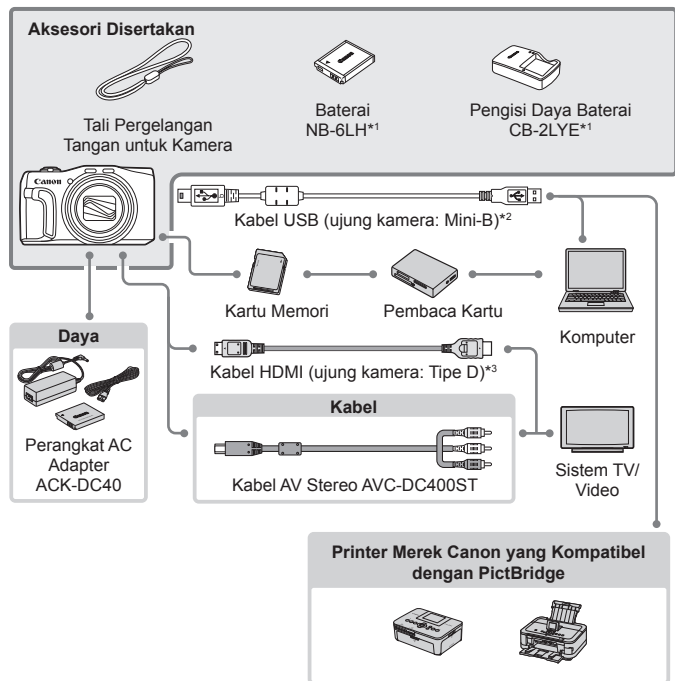 Aksesori Disertakan
Tali Pergelangan
Tangan untuk Kamera
Baterai
NB-6LH*1
Pengisi Daya Baterai
CB-2LYE*1
Canon
Kabel USB (ujung kamera: Mini-B)*2
Kartu Memori
Pembaca Kartu
Komputer
Daya
Perangkat AC
Adapter
ACK-DC40
Kabel HDMI (ujung kamera: Tipe D)*3
Kabel
Kabel AV Stereo AVC-DC400ST
Sistem TV/
Video
Printer Merek Canon yang Kompatibel
dengan PictBridge